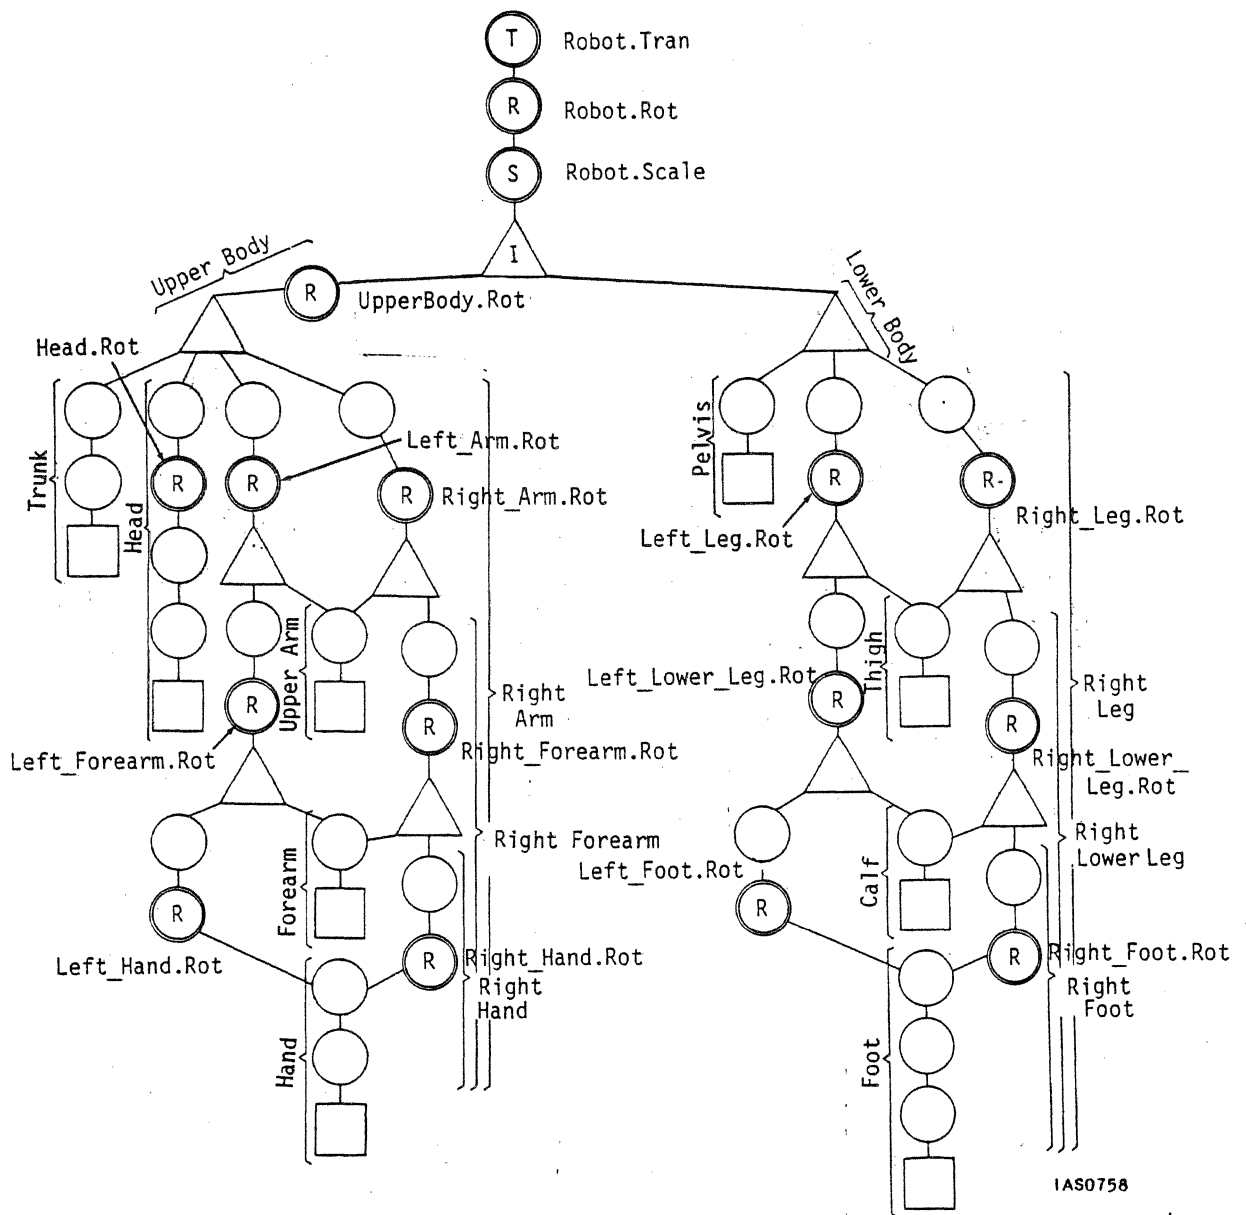 T Robot.Tran
R Robot.Rot
S Robot.Scale
I
Upper Body
R
UpperBody.Rot
Lower Body
Head.Rot
Trunk
Head
R
R
Left_Arm.Rot
R
Right_Arm.Rot
Pelvis
R
Left_Leg.Rot
R-
Right_Leg.Rot
Upper Arm
R
Left_Forearm.Rot
R
Right_Forearm.Rot
Right
Arm
Left_Lower_Leg.Rot
R
Thigh
R
Right_Lower_
Leg.Rot
Right
Leg
Forearm
Right Forearm
R
Left_Hand.Rot
R
Right_Hand.Rot
Right
Hand
Hand
Left_Foot.Rot
R
Calf
Right
Lower Leg
R
Right_Foot.Rot
Right
Foot
Foot
IAS0758